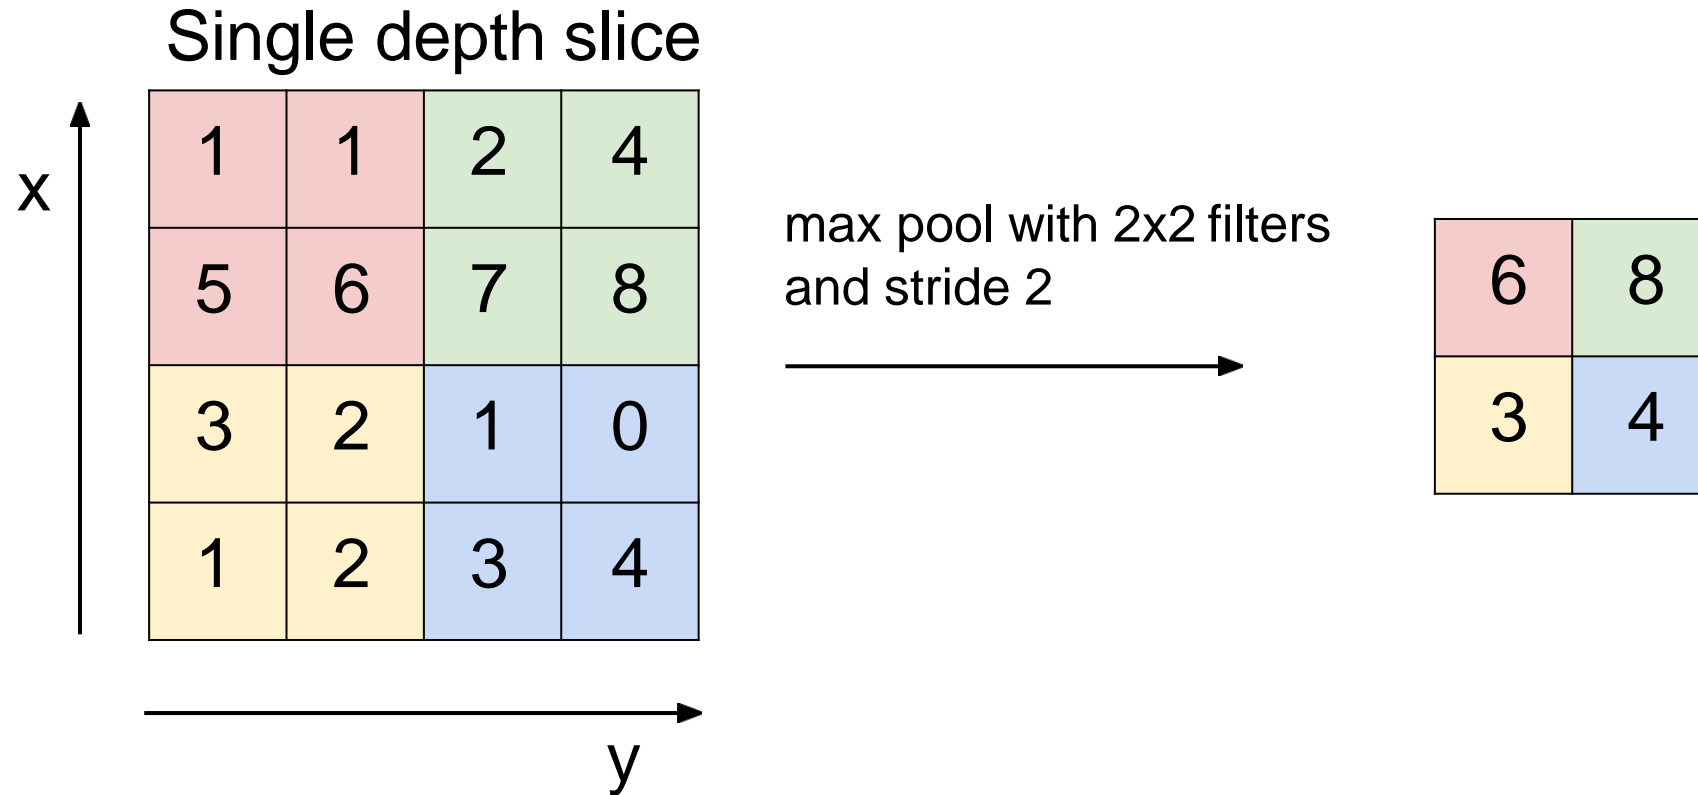 Single depth slice
x
1 1 2 4
5 6 7 8
3 2 1 0
1 2 3 4
y
max pool with 2x2 filters
and stride 2
6 8
3 4